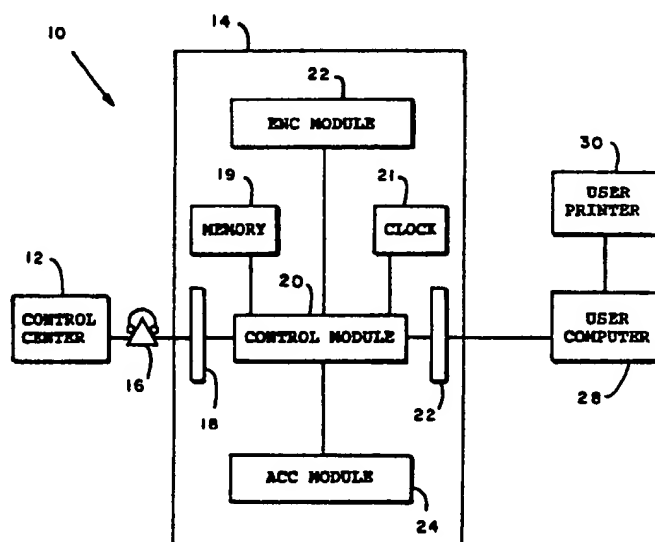 10
14
22
ENC MODULE
30
19
21
USER
PRINTER
MEMORY
CLOCK
12
20
CONTROL
CENTER
CONTROL MODULE
USER
COMPUTER
16
18
22
28
ACC MODULE
24